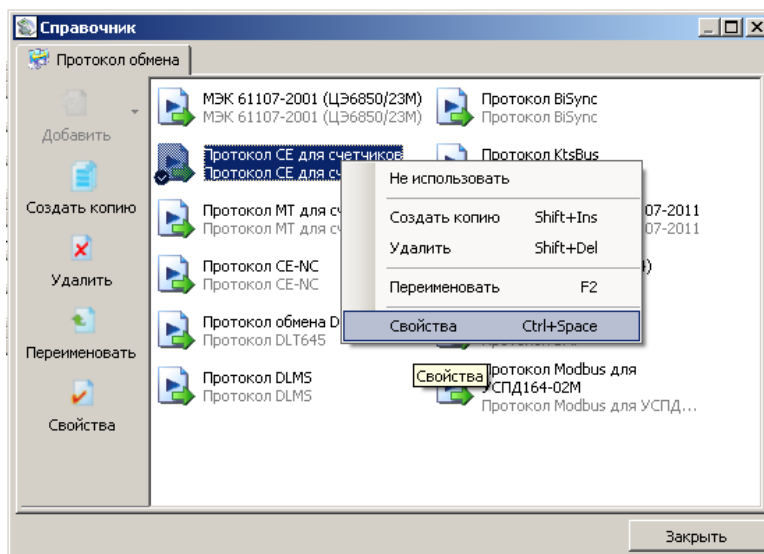 Справочник
Протокол обмена
Добавить
Создать копию
Удалить
Переименовать
Свойства
МЭК 61107-2001 (ЦЭ6850/23М)
МЭК 61107-2001 (ЦЭ6850/23М)
Протокол CE для счетчиков
Протокол CE для сч
Протокол МТ для сч
Протокол МТ для сч
Протокол CE-NC
Протокол CE-NC
Протокол обмена D
Протокол DLT645
Протокол DLMS
Протокол DLMS
Протокол BiSync
Протокол BiSync
Протокол KtsBus
07-2011
07-2011
)
Протокол Modbus для
УСПД164-02М
Протокол Modbus для УСПД...
Не использовать
Создать копию Shift+Ins
Удалить Shift+Del
Переименовать F2
Свойства Ctrl+Space
Свойства
Закрыть